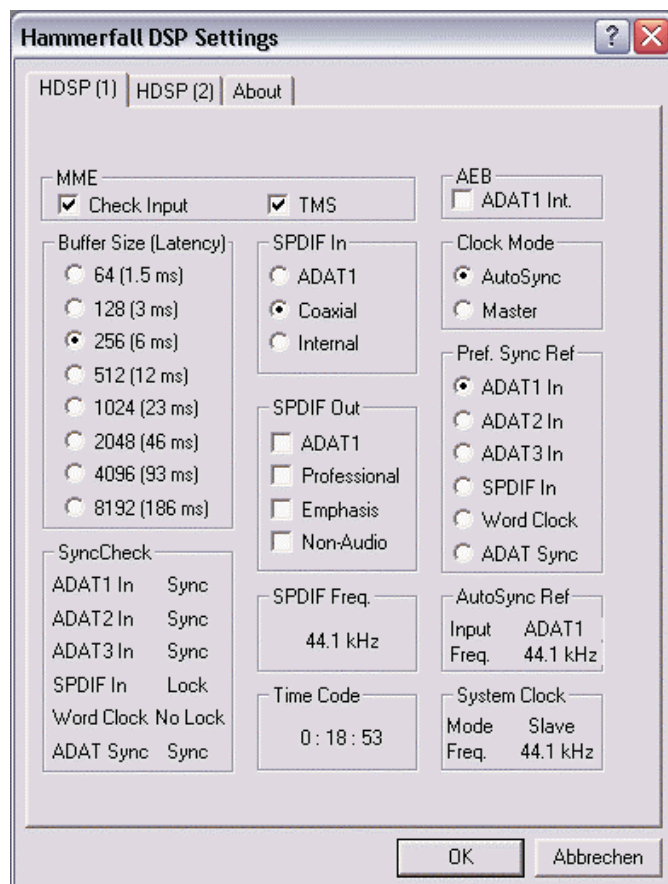 Hammerfall DSP Settings
HDSP (1) HDSP (2) About
MME
Check Input TMS
AEB
ADAT1 Int.
Buffer Size (Latency)
64 (1.5 ms)
128 (3 ms)
256 (6 ms)
512 (12 ms)
1024 (23 ms)
2048 (46 ms)
4096 (93 ms)
8192 (186 ms)
SPDIF In
ADAT1
Coaxial
Internal
Clock Mode
AutoSync
Master
SPDIF Out
ADAT1
Professional
Emphasis
Non-Audio
Pref. Sync Ref
ADAT1 In
ADAT2 In
ADAT3 In
SPDIF In
Word Clock
ADAT Sync
SyncCheck
ADAT1 In Sync
ADAT2 In Sync
ADAT3 In Sync
SPDIF In Lock
Word Clock No Lock
ADAT Sync Sync
SPDIF Freq.
44.1 kHz
AutoSync Ref
Input ADAT1
Freq. 44.1 kHz
Time Code
0 : 18 : 53
System Clock
Mode Slave
Freq. 44.1 kHz
OK Abbrechen